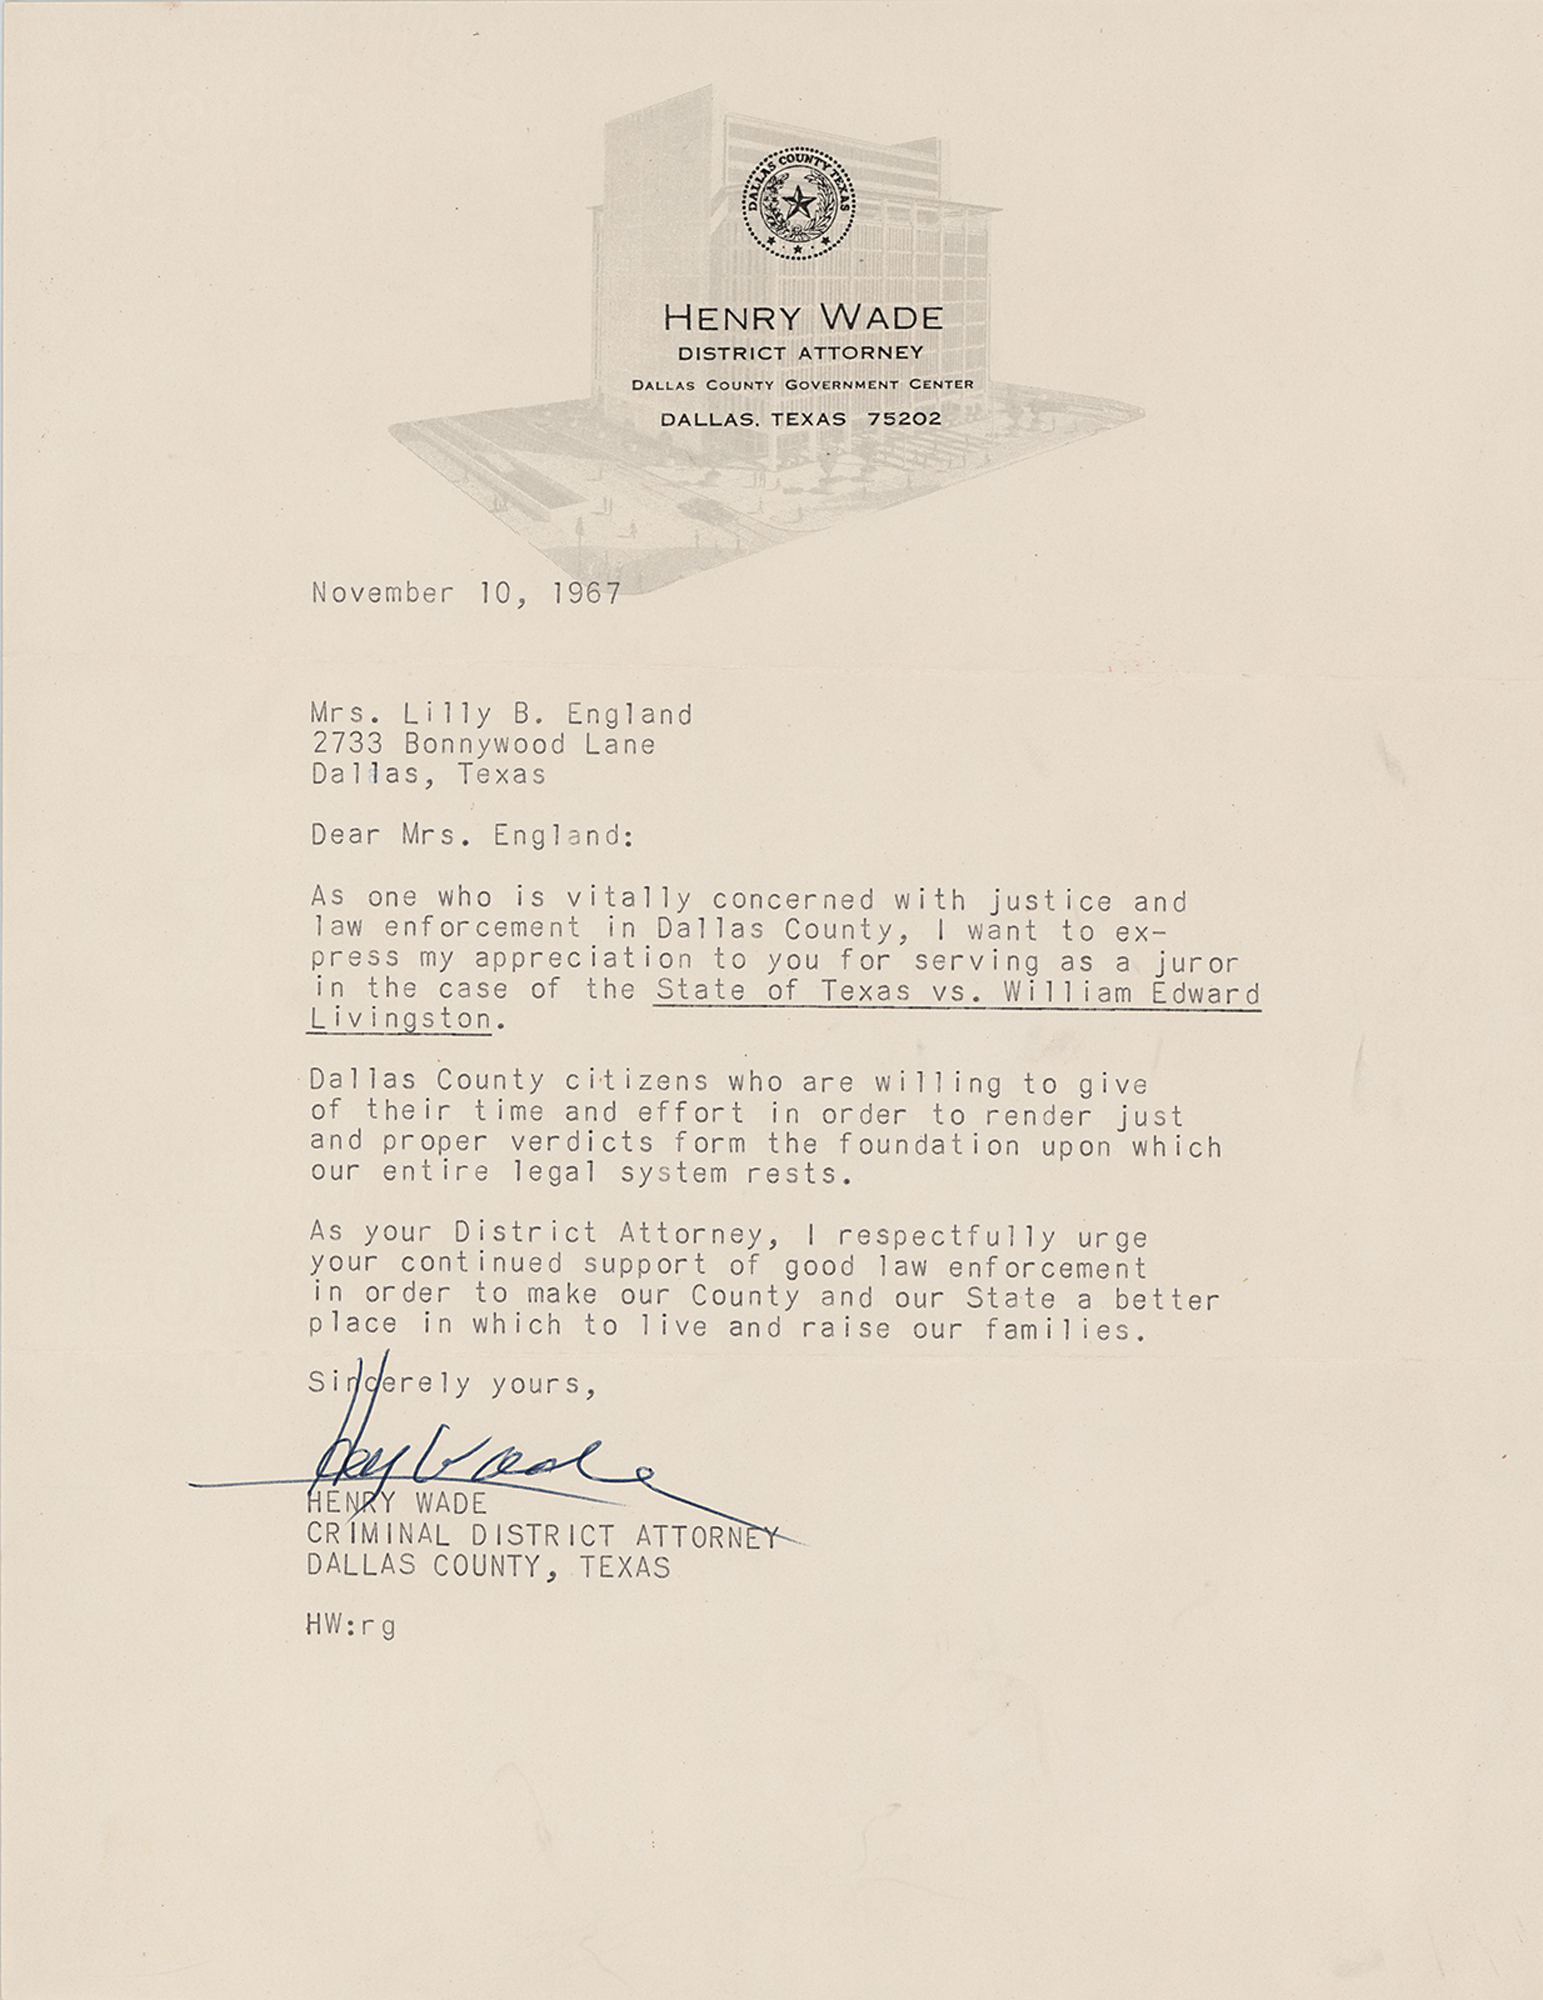 DALLAS COUNTY TEXAS
HENRY WADE
DISTRICT ATTORNEY
DALLAS COUNTY GOVERNMENT CENTER
DALLAS, TEXAS 75202
November 10, 1967
Mrs. Lilly B. England
2733 Bonnywood Lane
Dallas, Texas
Dear Mrs. England:
As one who is vitally concerned with justice and
law enforcement in Dallas County, I want to ex-
press my appreciation to you for serving as a juror
in the case of the State of Texas vs. William Edward
Livingston.
Dallas County citizens who are willing to give
of their time and effort in order to render just
and proper verdicts form the foundation upon which
our entire legal system rests.
As your District Attorney, I respectfully urge
your continued support of good law enforcement
in order to make our County and our State a better
place in which to live and raise our families.
Sincerely yours,
Henry Wade
HENRY WADE
CRIMINAL DISTRICT ATTORNEY
DALLAS COUNTY, TEXAS
HW:rg